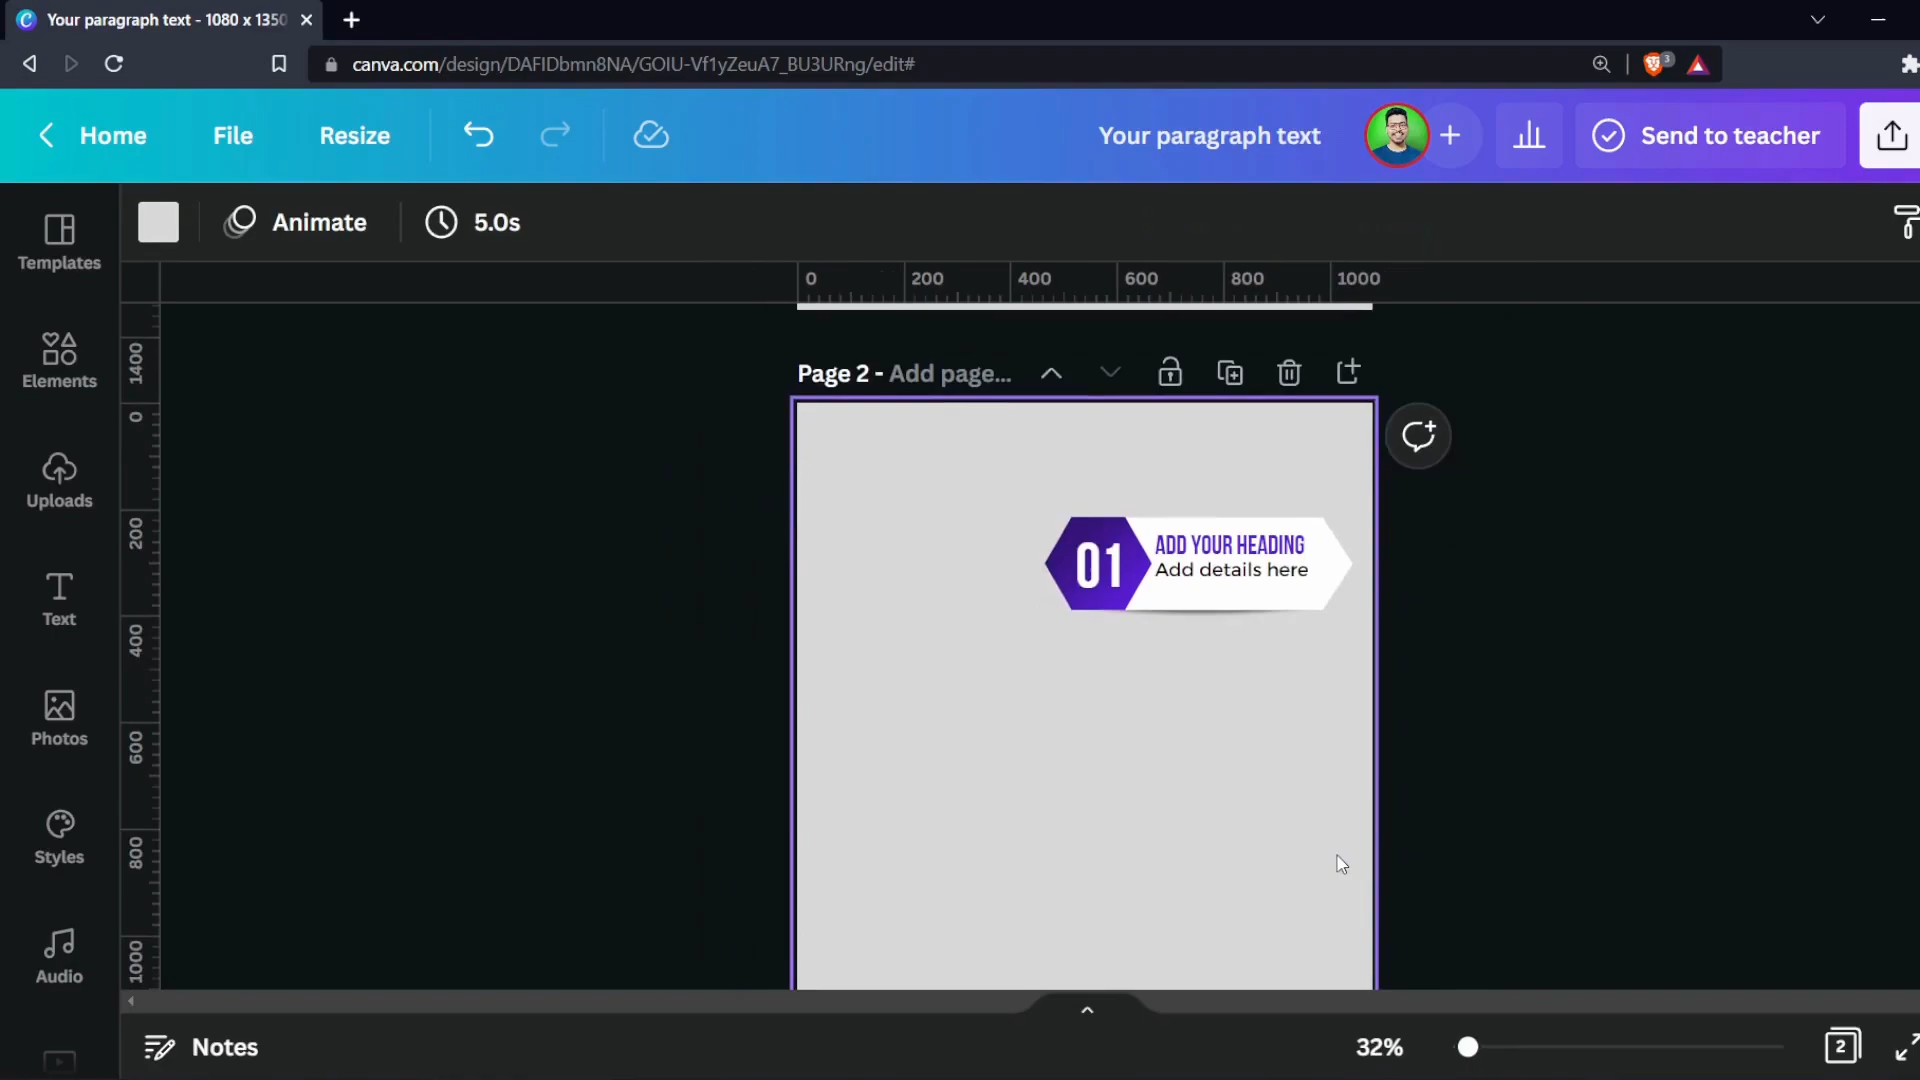 Your paragraph text - 1080 x 1350
canva.com/design/DAFIDbmn8NA/GOIU-Vf1yZeuA7_BU3URng/edit#
3
Home
File
Resize
Your paragraph text
Send to teacher
Animate
5.0s
Templates
Elements
Uploads
Text
Photos
Styles
Audio
0 200 400 600 800 1000
1400
0
200
400
600
800
1000
Page 2 - Add page...
01
ADD YOUR HEADING
Add details here
Notes
32%
2